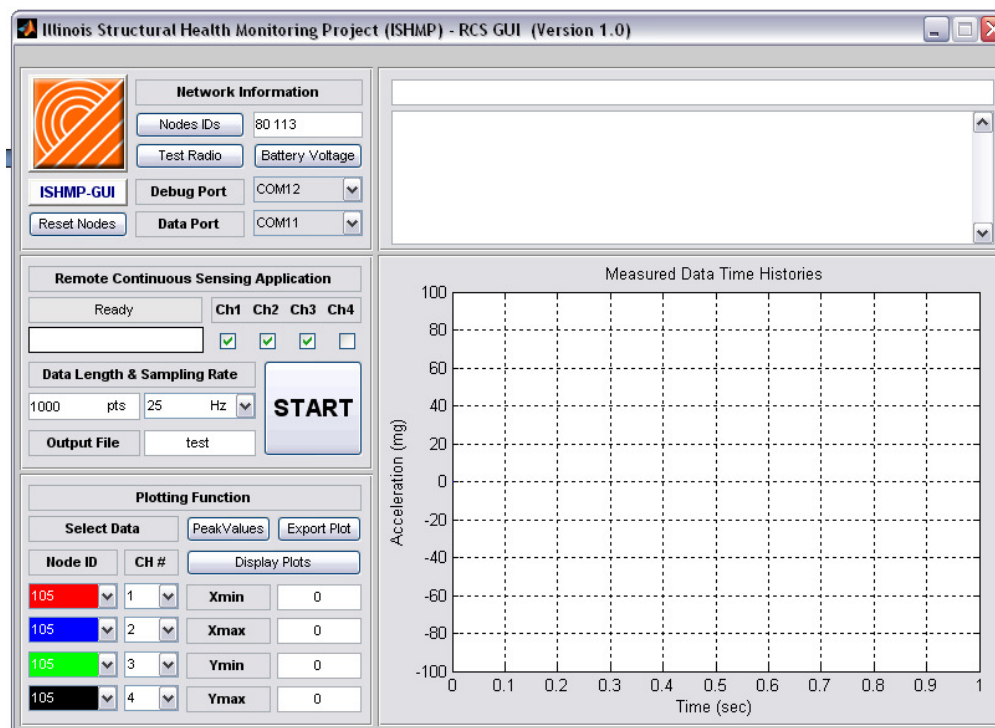 Illinois Structural Health Monitoring Project (ISHMP) - RCS GUI (Version 1.0)
Network Information
Nodes IDs 80 113
Test Radio Battery Voltage
ISHMP-GUI Debug Port COM12
Reset Nodes Data Port COM11
Remote Continuous Sensing Application
Ready Ch1 Ch2 Ch3 Ch4
Data Length & Sampling Rate
1000 pts 25 Hz START
Output File test
Plotting Function
Select Data PeakValues Export Plot
Node ID CH # Display Plots
105 1 Xmin 0
105 2 Xmax 0
105 3 Ymin 0
105 4 Ymax 0
Measured Data Time Histories
Acceleration (mg)
100
80
60
40
20
0
-20
-40
-60
-80
-100
0 0.1 0.2 0.3 0.4 0.5 0.6 0.7 0.8 0.9 1
Time (sec)